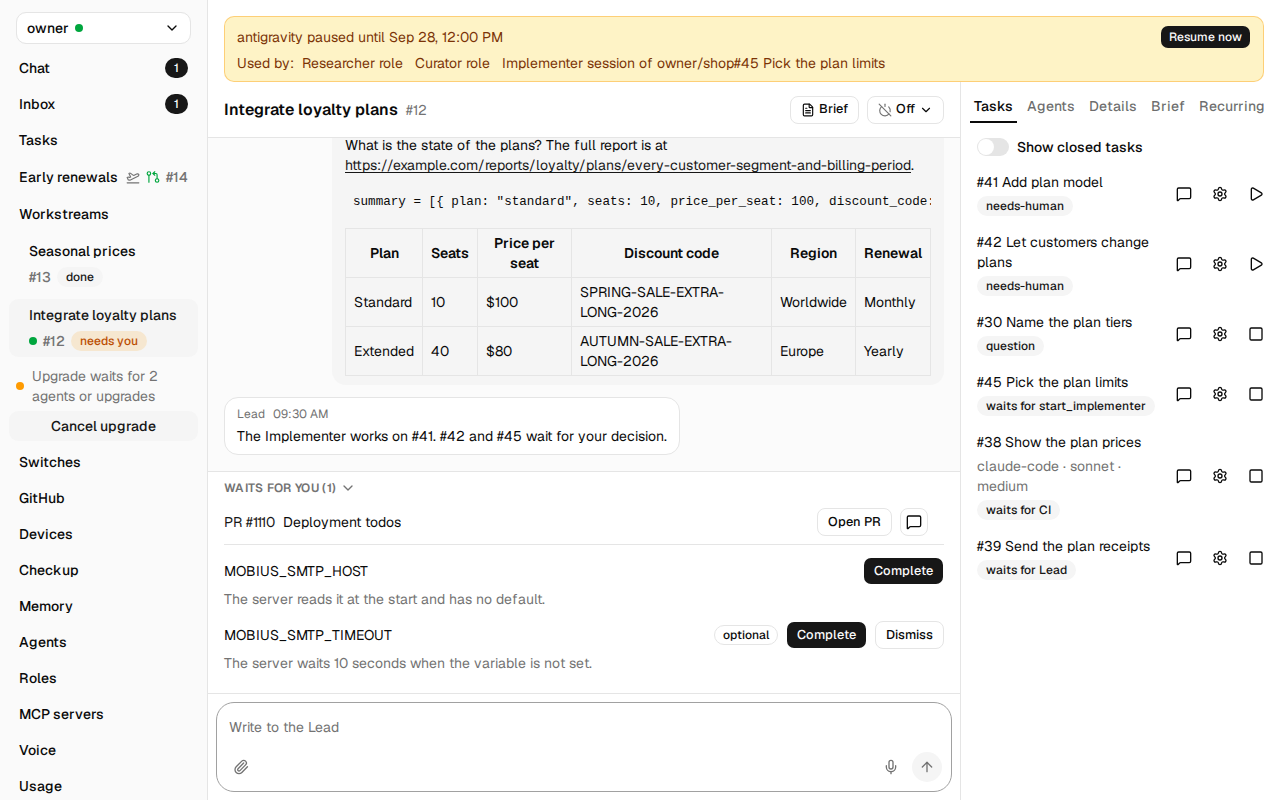 owner
Chat 1
Inbox 1
Tasks
Early renewals #14
Workstreams
Seasonal prices
#13 done
Integrate loyalty plans
#12 needs you
Upgrade waits for 2
agents or upgrades
Cancel upgrade
Switches
GitHub
Devices
Checkup
Memory
Agents
Roles
MCP servers
Voice
Usage
antigravity paused until Sep 28, 12:00 PM
Resume now
Used by: Researcher role Curator role Implementer session of owner/shop#45 Pick the plan limits
Integrate loyalty plans #12
Brief
Off
What is the state of the plans? The full report is at
https://example.com/reports/loyalty/plans/every-customer-segment-and-billing-period.
summary = [{ plan: "standard", seats: 10, price_per_seat: 100, discount_code:
Plan Seats Price per seat Discount code Region Renewal
Standard 10 $100 SPRING-SALE-EXTRA-LONG-2026 Worldwide Monthly
Extended 40 $80 AUTUMN-SALE-EXTRA-LONG-2026 Europe Yearly
Lead 09:30 AM
The Implementer works on #41. #42 and #45 wait for your decision.
WAITS FOR YOU (1)
PR #1110 Deployment todos
Open PR
MOBIUS_SMTP_HOST
Complete
The server reads it at the start and has no default.
MOBIUS_SMTP_TIMEOUT
optional Complete Dismiss
The server waits 10 seconds when the variable is not set.
Write to the Lead
Tasks Agents Details Brief Recurring
Show closed tasks
#41 Add plan model
needs-human
#42 Let customers change
plans
needs-human
#30 Name the plan tiers
question
#45 Pick the plan limits
waits for start_implementer
#38 Show the plan prices
claude-code · sonnet ·
medium
waits for CI
#39 Send the plan receipts
waits for Lead